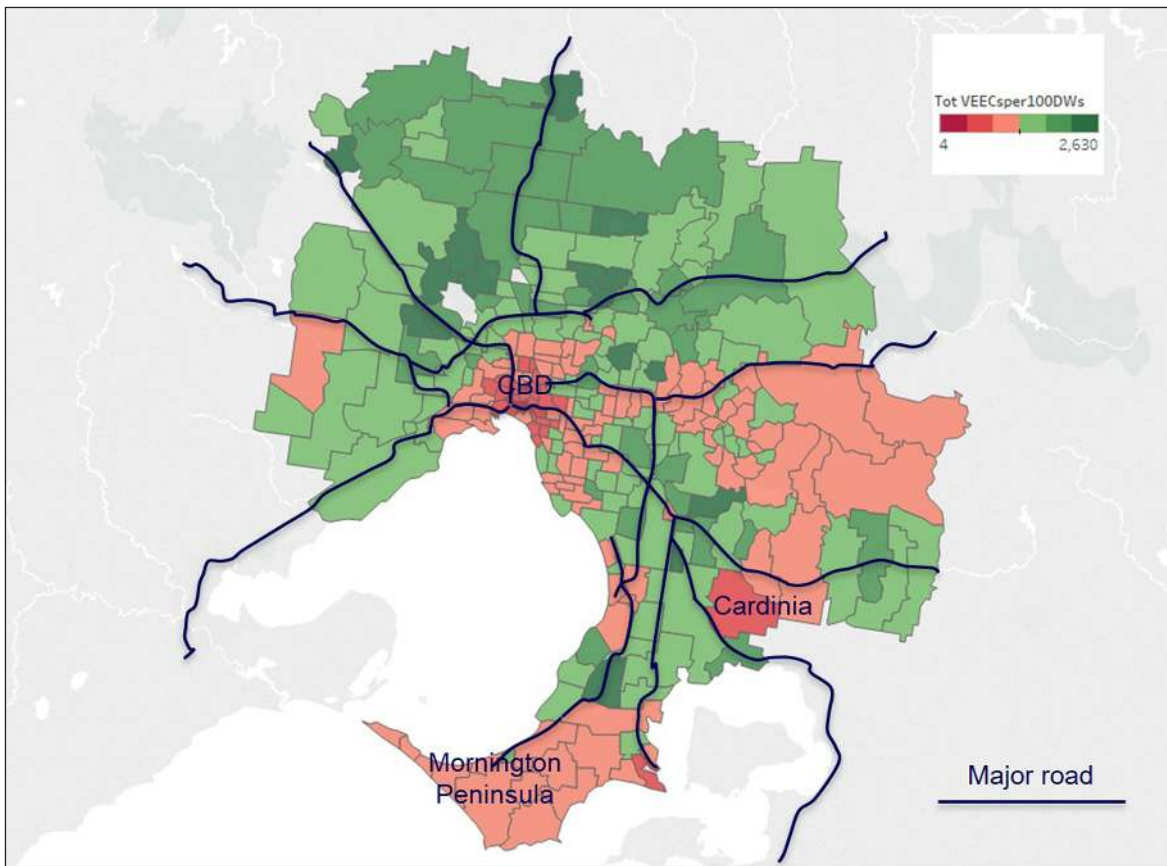 Tot VEECsper100DWs
4 2,630
CBD
Cardinia
Mornington
Peninsula
Major road